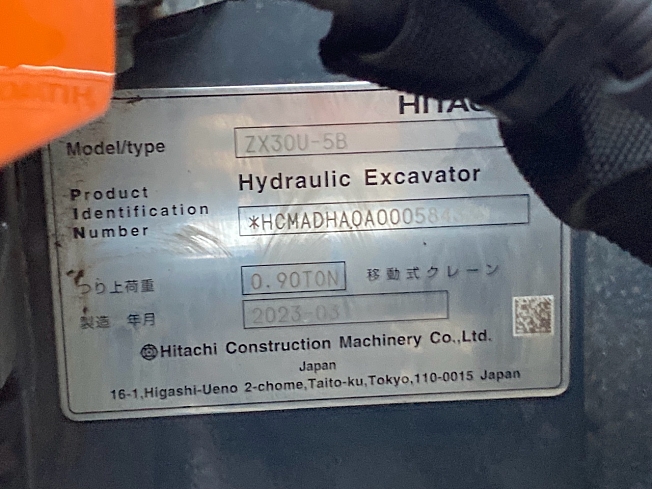 HITAC
Model/type ZX30U-5B
Hydraulic Excavator
Product
Identification
Number
*HCMADHA0A000584
つり上荷重 0.90TON 移動式クレーン
製造 年月 2023-03
Hitachi Construction Machinery Co.,Ltd.
Japan
16-1,Higashi-Ueno 2-chome,Taito-ku,Tokyo,110-0015 Japan